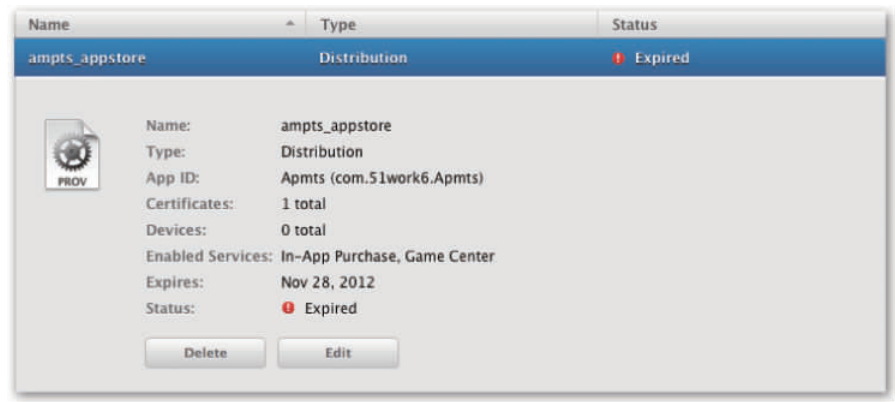 Name Type Status
ampts_appstore Distribution Expired
Name: ampts_appstore
Type: Distribution
PROV
App ID: Apmts (com.51work6.Apmts)
Certificates: 1 total
Devices: 0 total
Enabled Services: In-App Purchase, Game Center
Expires: Nov 28, 2012
Status: Expired
Delete Edit